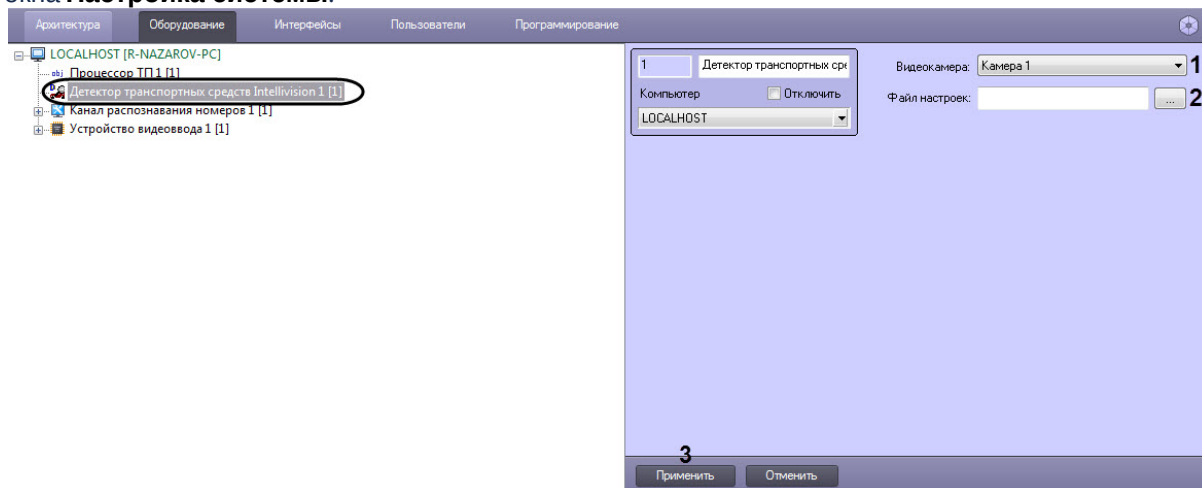 окна Настройка системы.
Архитектура Оборудование Интерфейсы Пользователи Программирование
LOCALHOST [R-NAZAROV-PC]
obj Процессор ТП 1 [1]
Детектор транспортных средств Intellivision 1 [1]
Канал распознавания номеров 1 [1]
Устройство видеоввода 1 [1]
1 Детектор транспортных сре
Компьютер Отключить
LOCALHOST
Видеокамера: Камера 1 1
Файл настроек: ... 2
3
Применить Отменить